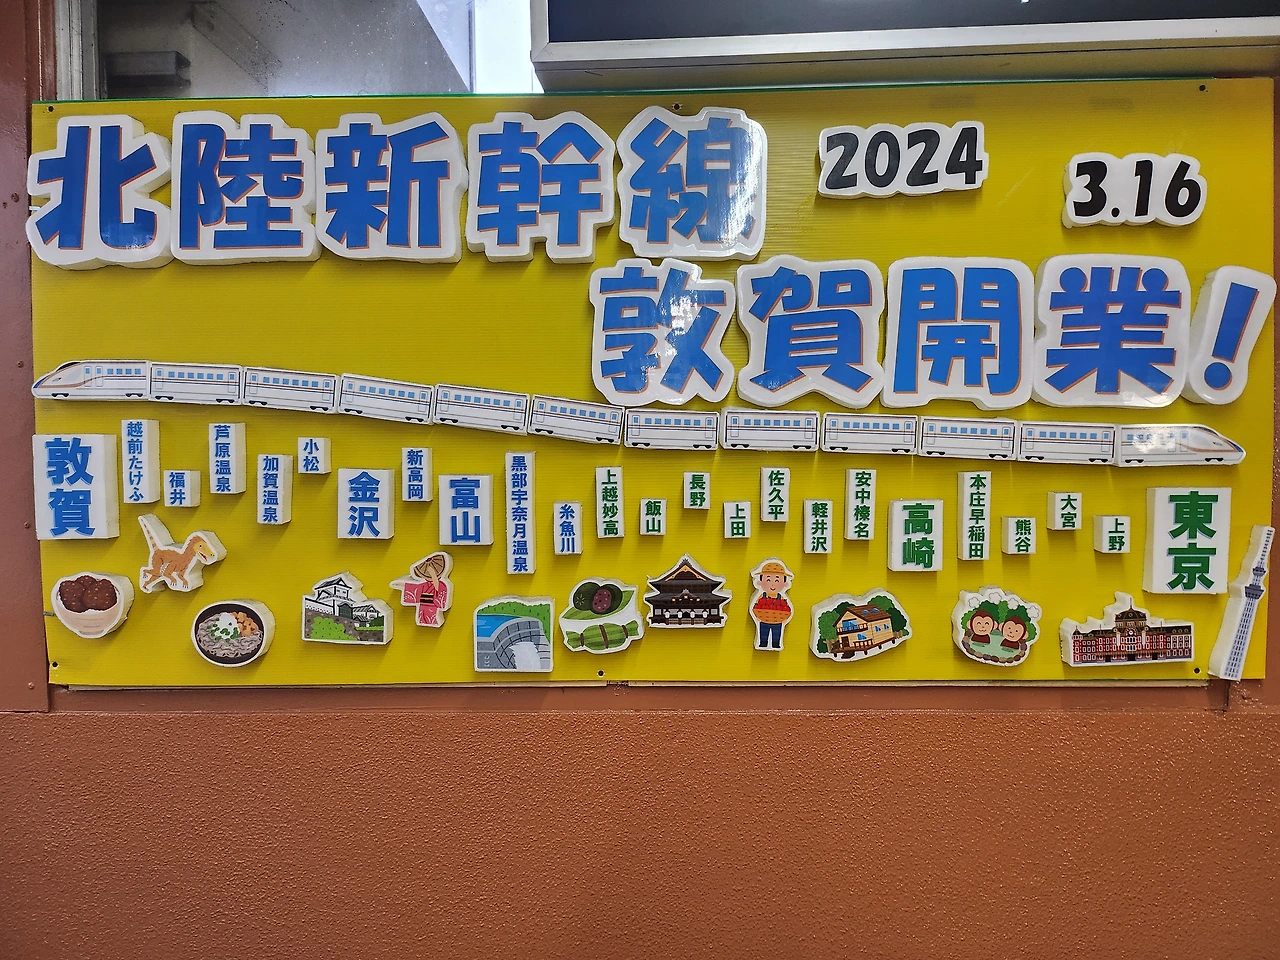 北陸新幹線
2024
3.16
敦賀開業!
敦賀
越前たけふ
福井
芦原温泉
加賀温泉
小松
金沢
新高岡
富山
黒部宇奈月温泉
糸魚川
上越妙高
飯山
長野
上田
佐久平
軽井沢
安中榛名
高崎
本庄早稲田
熊谷
大宮
上野
東京